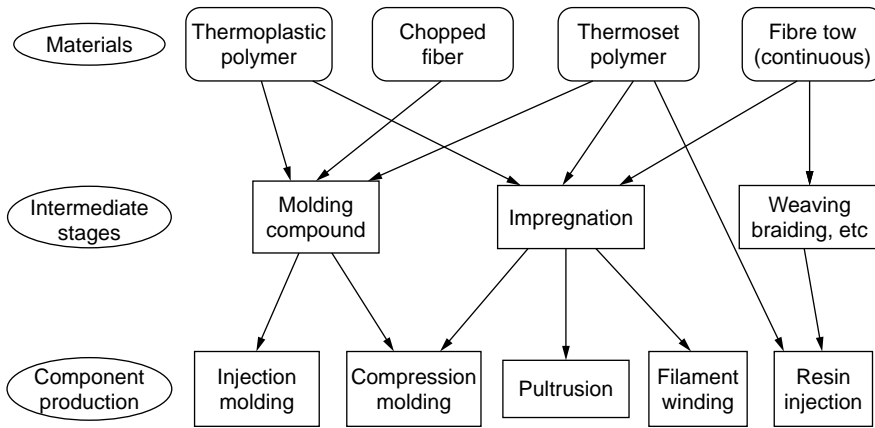 Materials
Thermoplastic
polymer
Chopped
fiber
Thermoset
polymer
Fibre tow
(continuous)
Intermediate
stages
Molding
compound
Impregnation
Weaving
braiding, etc
Component
production
Injection
molding
Compression
molding
Pultrusion
Filament
winding
Resin
injection